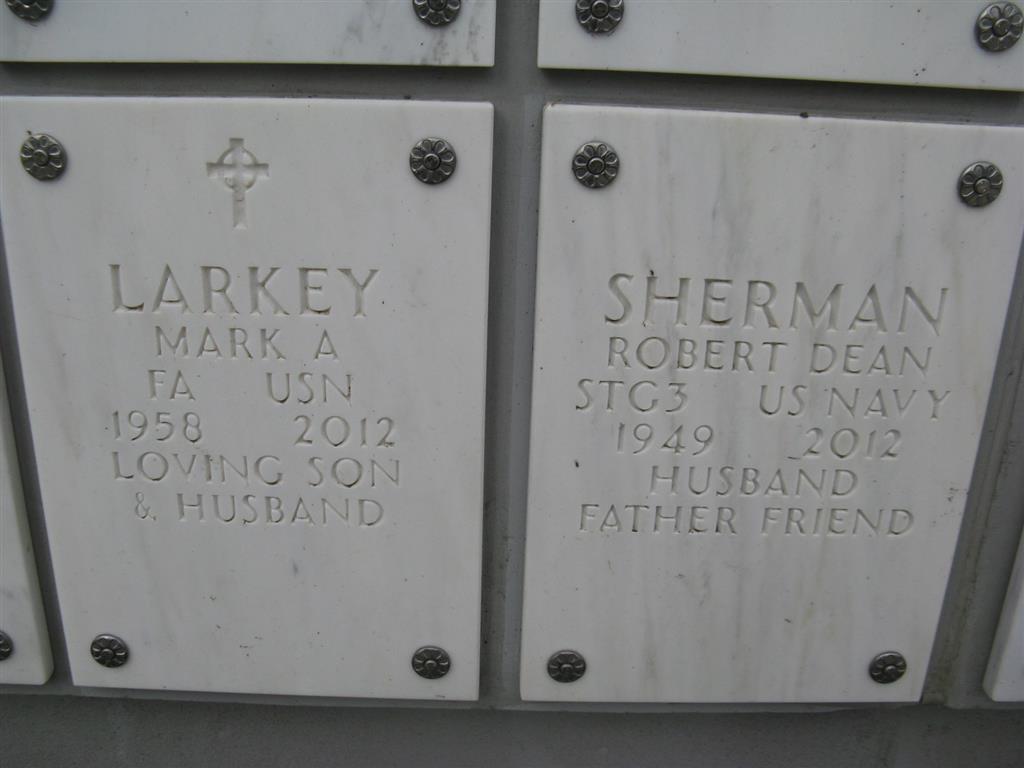 LARKEY
MARK A
FA USN
1958 2012
LOVING SON
& HUSBAND
SHERMAN
ROBERT DEAN
STG3 US NAVY
1949 2012
HUSBAND
FATHER FRIEND